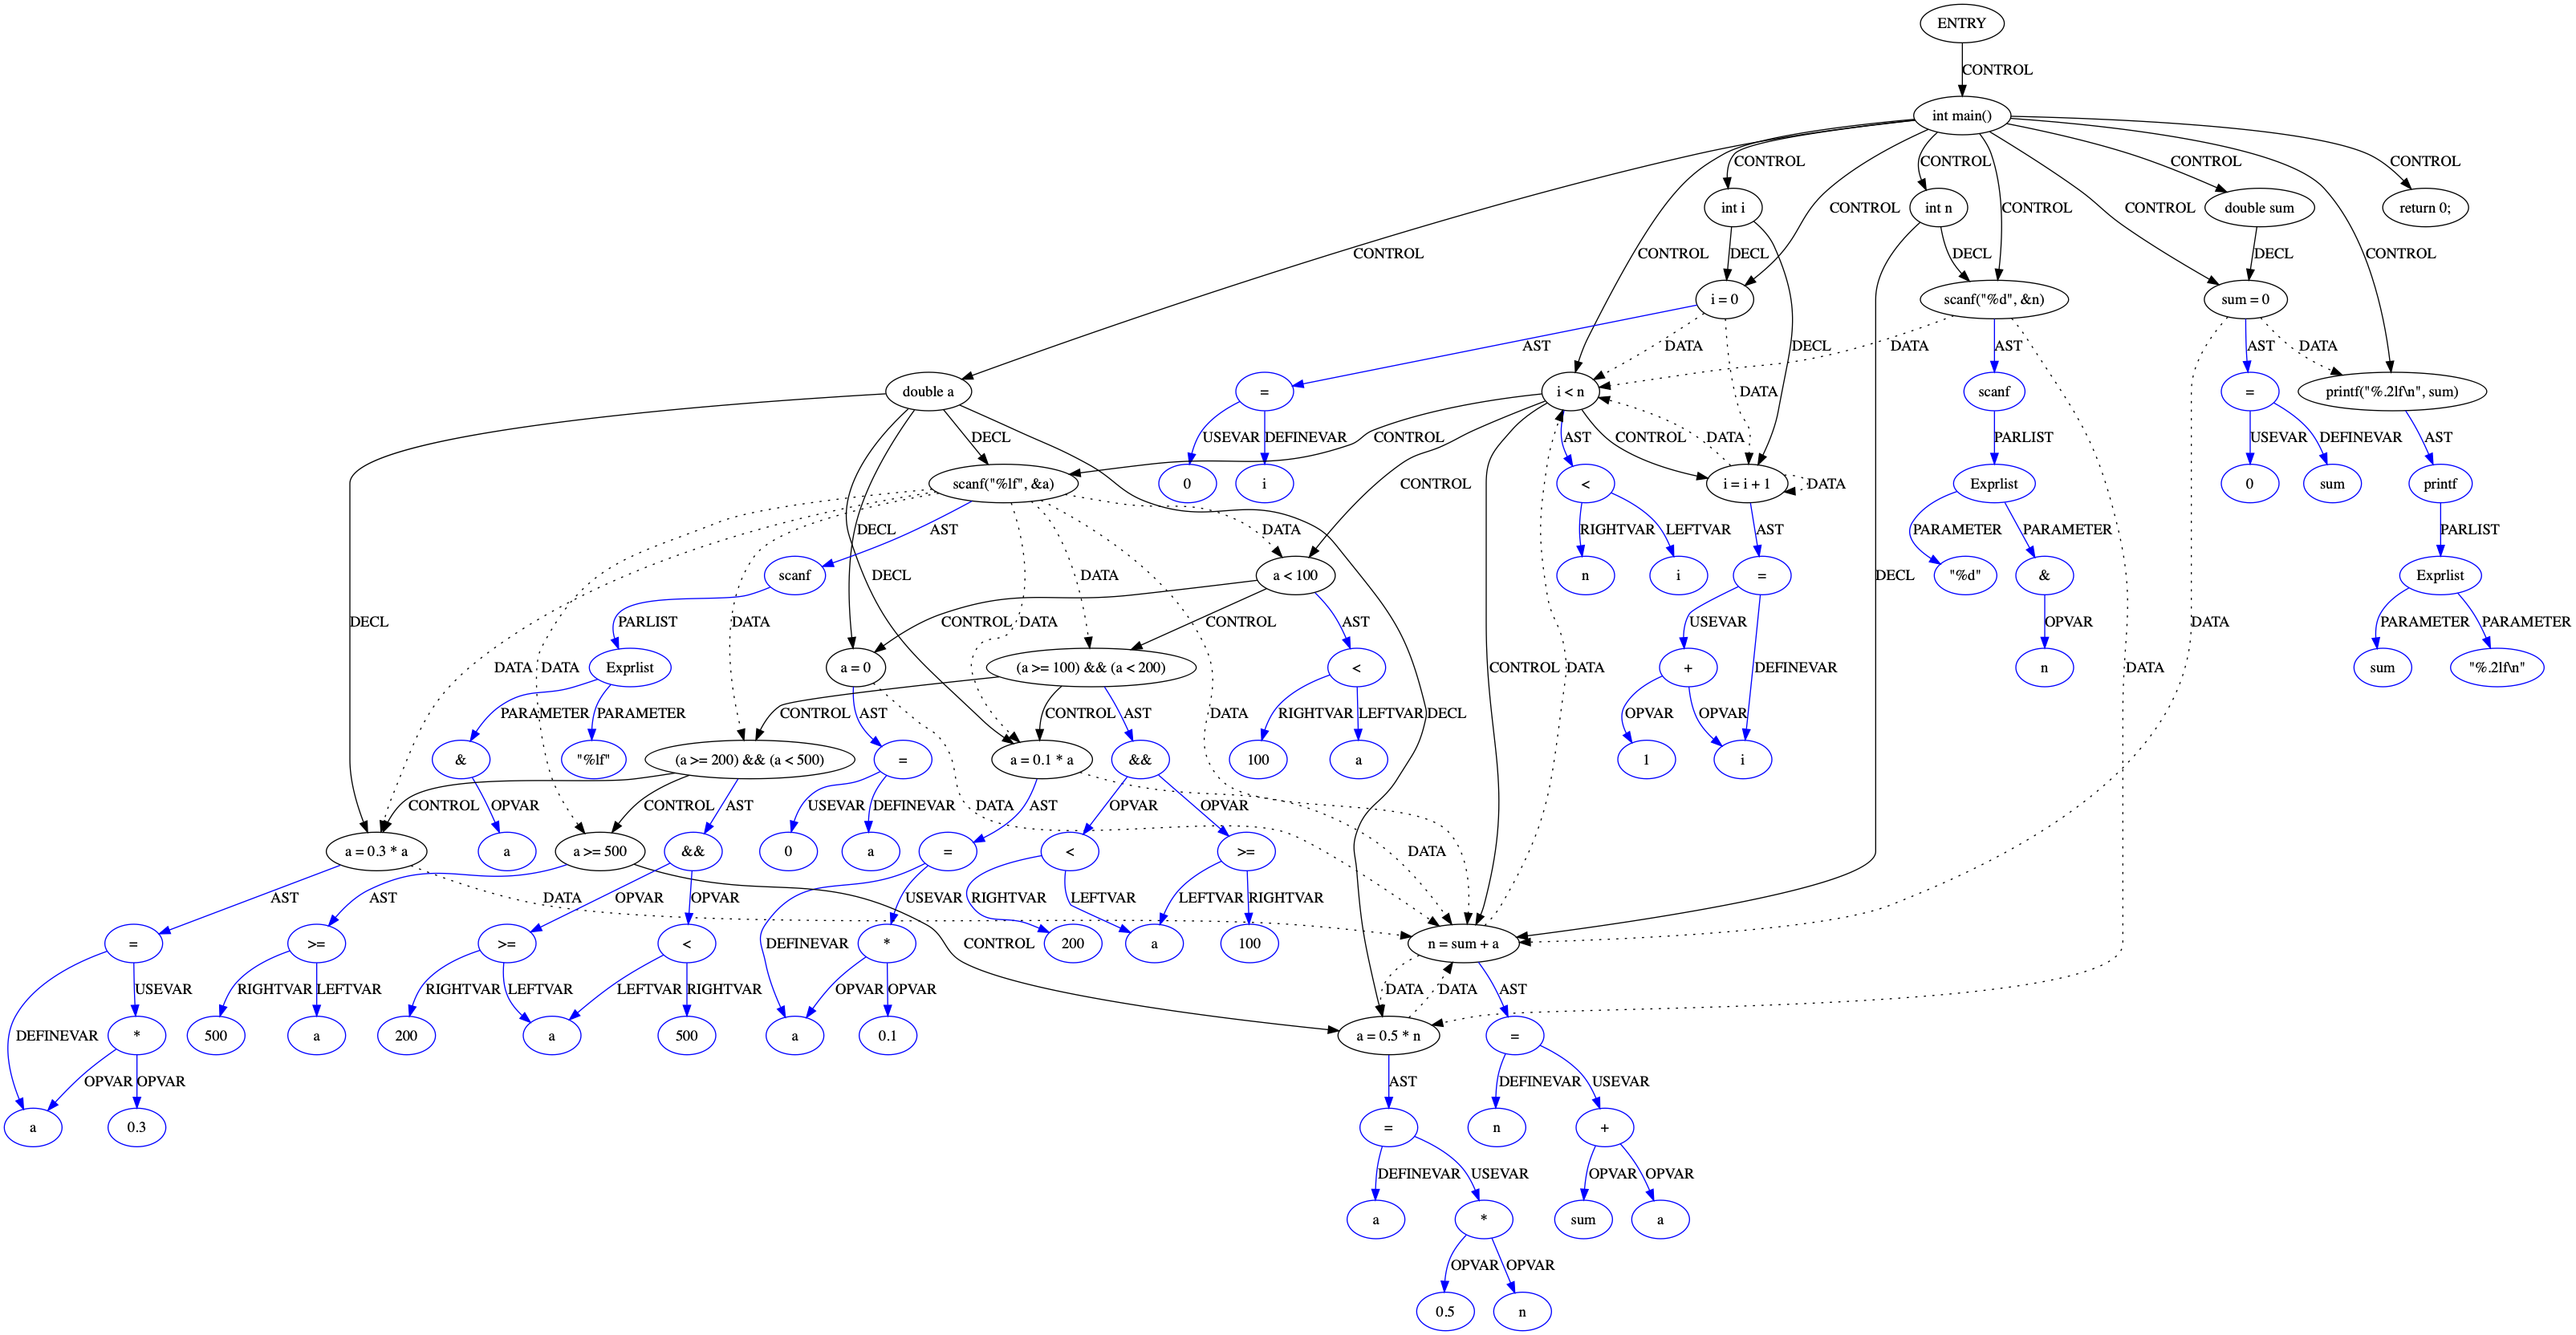 ENTRY
CONTROL
int main()
CONTROL CONTROL CONTROL CONTROL
int i int n double sum return 0;
CONTROL CONTROL CONTROL DECL CONTROL DECL CONTROL CONTROL DECL CONTROL
i = 0 scanf("%d", &n) sum = 0
AST DATA DECL DATA AST AST DATA
double a = i < n scanf = printf("%.2lf\n", sum)
DECL CONTROL USEVAR DEFINEVAR AST CONTROL DATA DATA PARLIST USEVAR DEFINEVAR AST
scanf("%lf", &a) 0 i < i = i + 1 DATA Exprlist 0 sum printf
DECL AST DATA CONTROL RIGHTVAR LEFTVAR AST PARAMETER PARAMETER PARLIST
scanf DECL DATA a < 100 n i = DECL "%d" & Exprlist
DECL PARLIST DATA DATA CONTROL CONTROL AST USEVAR OPVAR DATA PARAMETER PARAMETER
DATA DATA Exprlist a = 0 (a >= 100) && (a < 200) < CONTROL DATA + DEFINEVAR n DATA sum "%.2lf\n"
PARAMETER PARAMETER CONTROL AST CONTROL AST DATA RIGHTVAR LEFTVAR DECL OPVAR OPVAR
& "%lf" (a >= 200) && (a < 500) = a = 0.1 * a && 100 a 1 i
CONTROL OPVAR CONTROL AST USEVAR DEFINEVAR DATA AST OPVAR OPVAR
a = 0.3 * a a a >= 500 && 0 a = < >= DATA
AST AST DATA OPVAR OPVAR USEVAR RIGHTVAR LEFTVAR LEFTVAR RIGHTVAR
= >= >= < DEFINEVAR * CONTROL 200 a 100 n = sum + a
USEVAR RIGHTVAR LEFTVAR RIGHTVAR LEFTVAR LEFTVAR RIGHTVAR OPVAR OPVAR DATA DATA AST
DEFINEVAR * 500 a 200 a 500 a 0.1 a = 0.5 * n =
OPVAR OPVAR AST DEFINEVAR USEVAR
a 0.3 = n +
DEFINEVAR USEVAR OPVAR OPVAR
a * sum a
OPVAR OPVAR
0.5 n